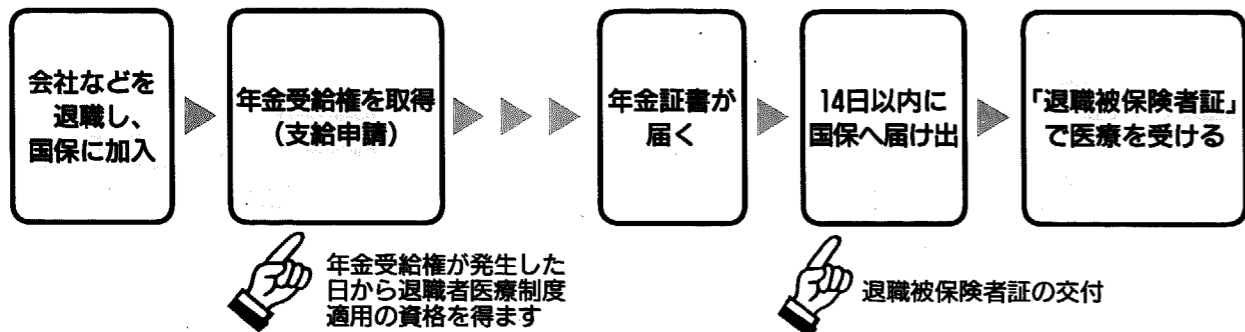 会社などを
退職し、
国保に加入
年金受給権を取得
（支給申請）
年金証書が
届く
14日以内に
国保へ届け出
「退職被保険者証」
で医療を受ける
年金受給権が発生した
日から退職者医療制度
適用の資格を得ます
退職被保険者証の交付